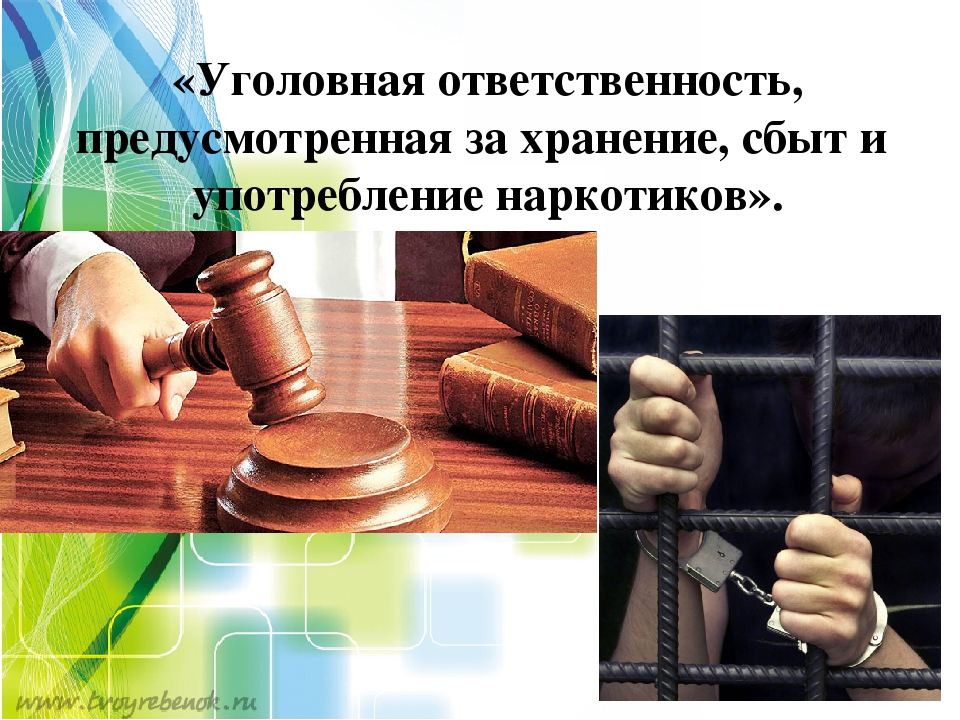 «Уголовная ответственность,
предусмотренная за хранение, сбыт и
употребление наркотиков».
www.tvoyrebenok.ru